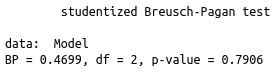 studentized Breusch-Pagan test
data:  Model
BP = 0.4699, df = 2, p-value = 0.7906